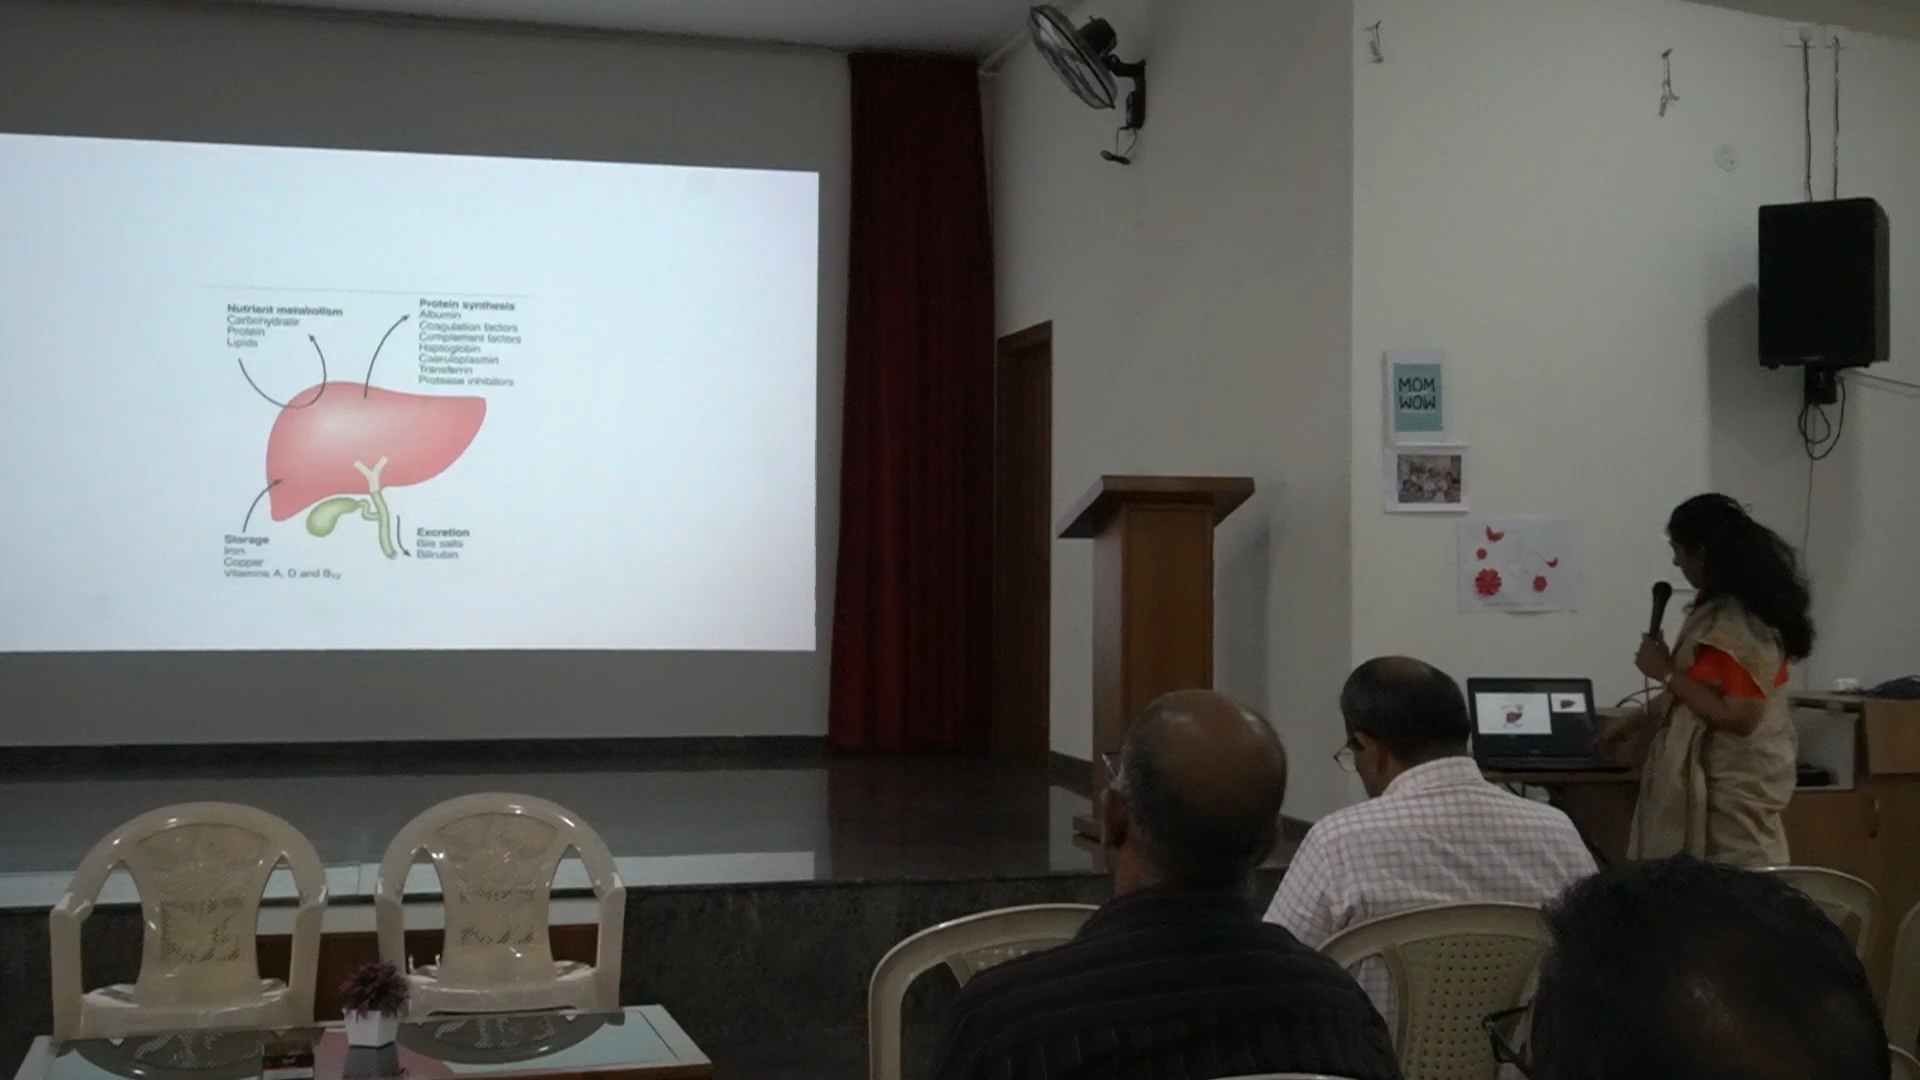 Nutrient metabolism
Carbohydrate
Protein
Lipids
Protein synthesis
Albumin
Coagulation factors
Complement factors
Haptoglobin
Caeruloplasmin
Transferrin
Protease inhibitors
Storage
Iron
Copper
Vitamins A, D and B₁₂
Excretion
Bile salts
Bilirubin
MOM
WOW